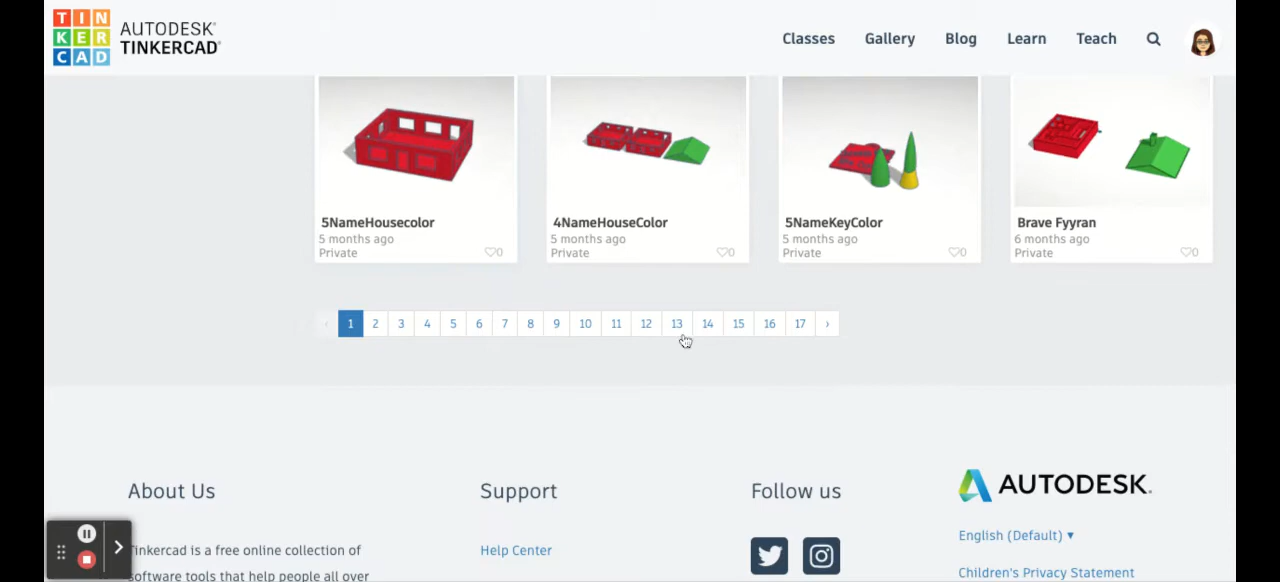 TIN
KER
CAD
AUTODESK®
TINKERCAD®
Classes
Gallery
Blog
Learn
Teach
5NameHousecolor
5 months ago
Private
0
4NameHouseColor
5 months ago
Private
0
5NameKeyColor
5 months ago
Private
0
Brave Fyyran
6 months ago
Private
0
‹ 1 2 3 4 5 6 7 8 9 10 11 12 13 14 15 16 17 ›
About Us
Tinkercad is a free online collection of
software tools that help people all over
Support
Help Center
Follow us
AUTODESK.
English (Default) ▾
Children's Privacy Statement